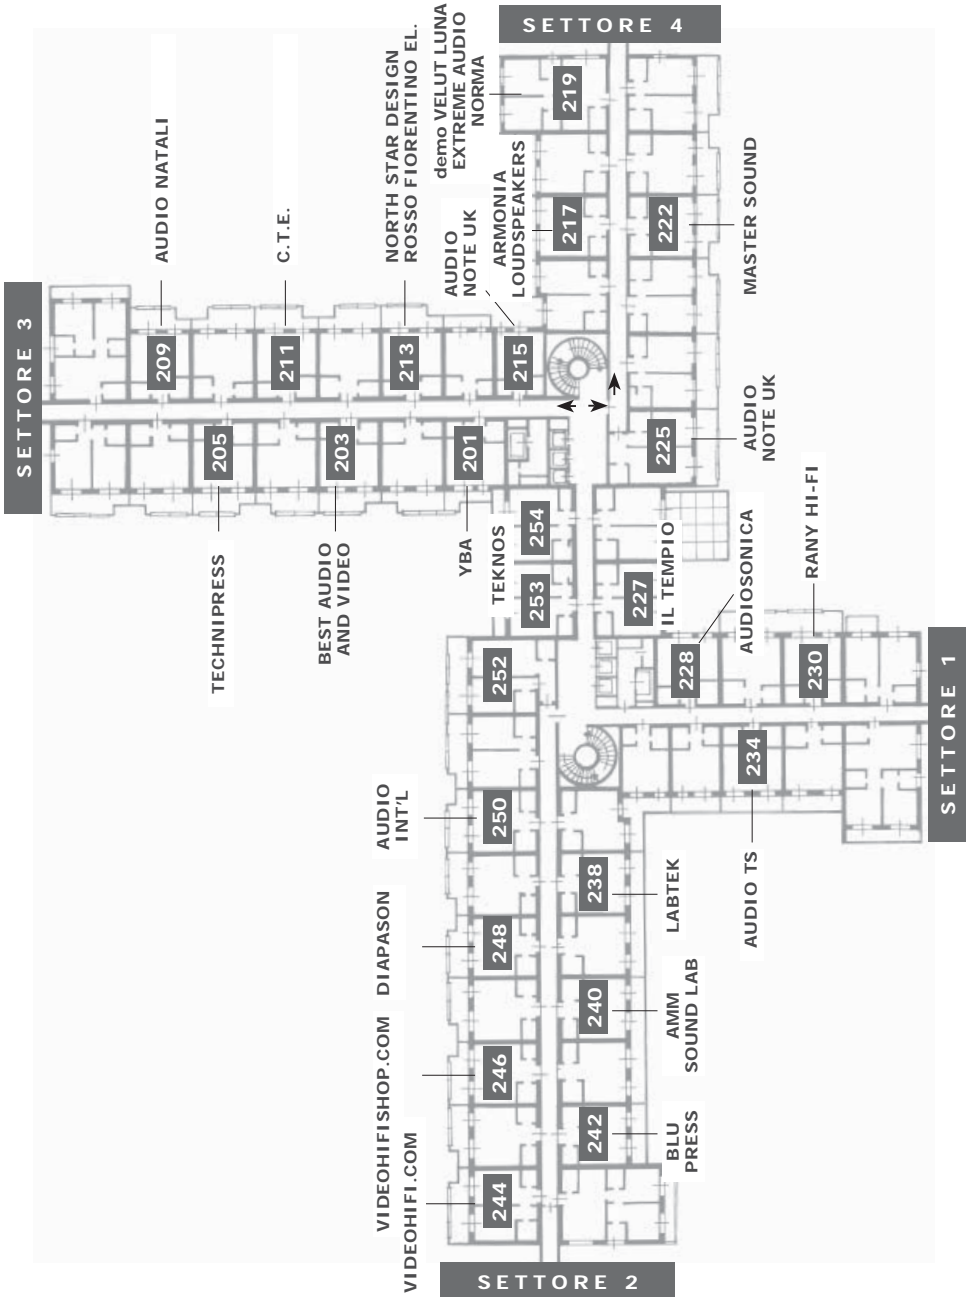 SETTORE 4
demo VELUT LUNA
EXTREME AUDIO
NORMA
219
NORTH STAR DESIGN
ROSSO FIORENTINO EL.
AUDIO NATALI
C.T.E.
AUDIO
NOTE UK
ARMONIA
LOUDSPEAKERS
217
222
MASTER SOUND
SETTORE 3
209
211
213
215
205
203
201
225
AUDIO
NOTE UK
TECHNIPRESS
BEST AUDIO
AND VIDEO
YBA
TEKNOS
254
253
227
IL TEMPIO
AUDIOSONICA
RANY HI-FI
252
228
230
234
SETTORE 1
AUDIO
INT'L
250
238
LABTEK
AUDIO TS
DIAPASON
248
240
AMM
SOUND LAB
VIDEOHIFISHOP.COM
246
242
BLU
PRESS
VIDEOHIFI.COM
244
SETTORE 2